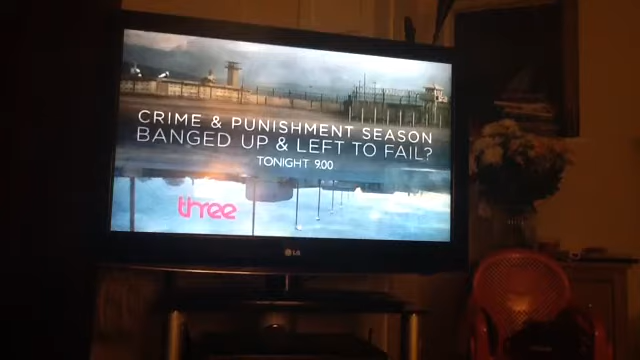 CRIME & PUNISHMENT SEASON
BANGED UP & LEFT TO FAIL?
TONIGHT 9.00
three
LG